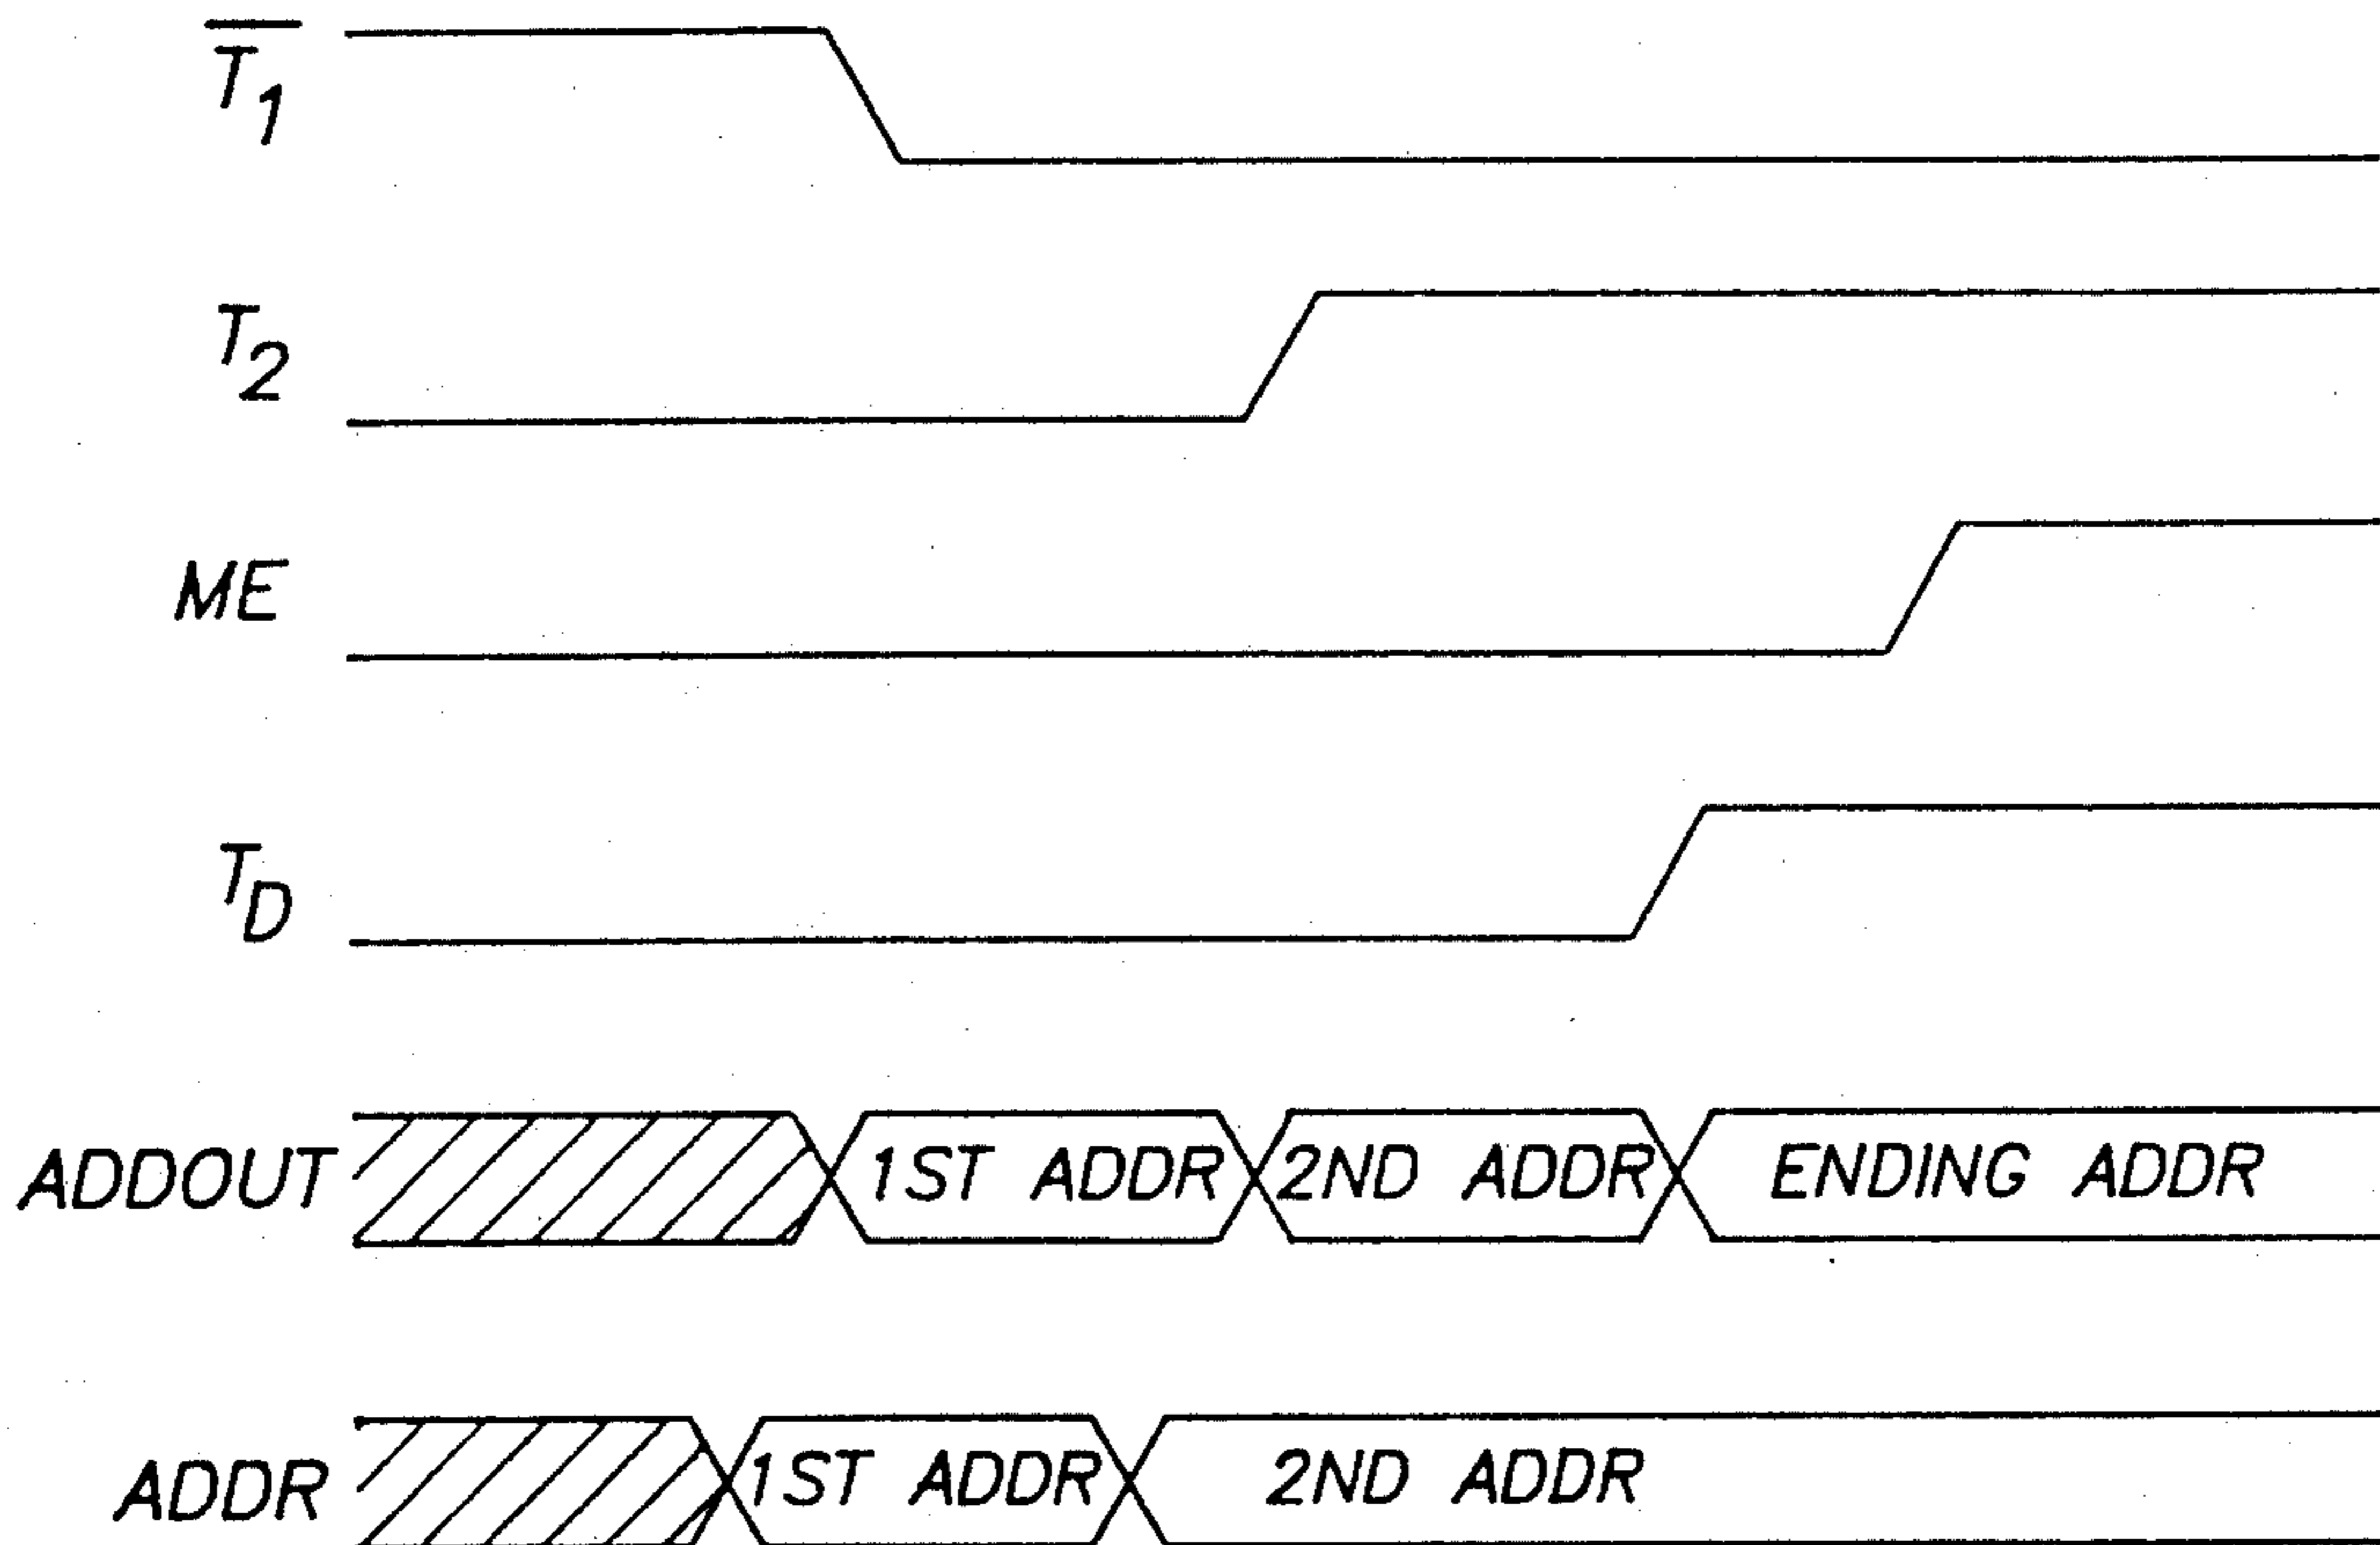 T1
T2
ME
TD
ADDOUT 1ST ADDR 2ND ADDR ENDING ADDR
ADDR 1ST ADDR 2ND ADDR